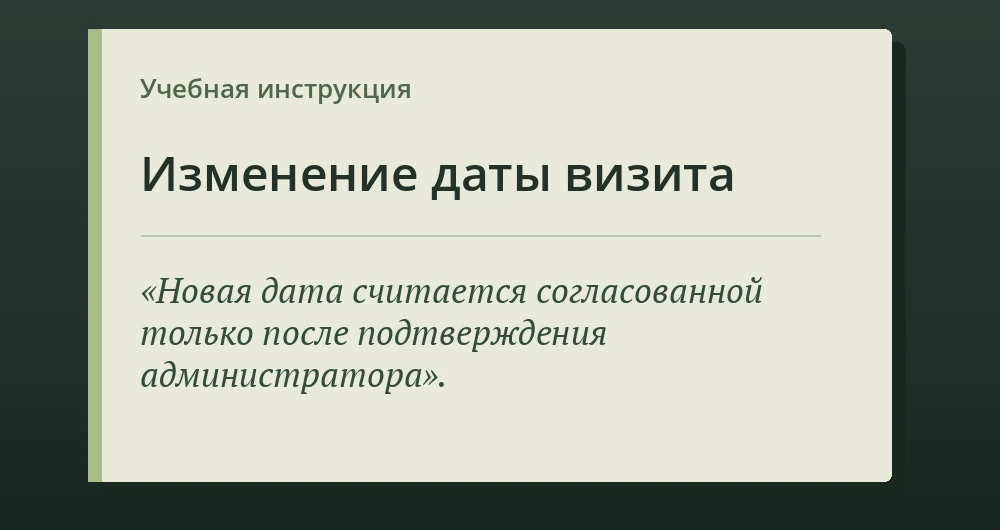 Учебная инструкция
Изменение даты визита
«Новая дата считается согласованной
только после подтверждения
администратора».